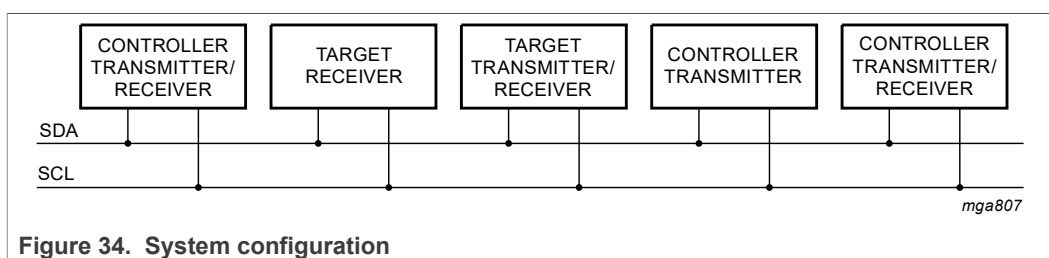 CONTROLLER
TRANSMITTER/
RECEIVER
TARGET
RECEIVER
TARGET
TRANSMITTER/
RECEIVER
CONTROLLER
TRANSMITTER
CONTROLLER
TRANSMITTER/
RECEIVER
SDA
SCL
mga807
Figure 34. System configuration